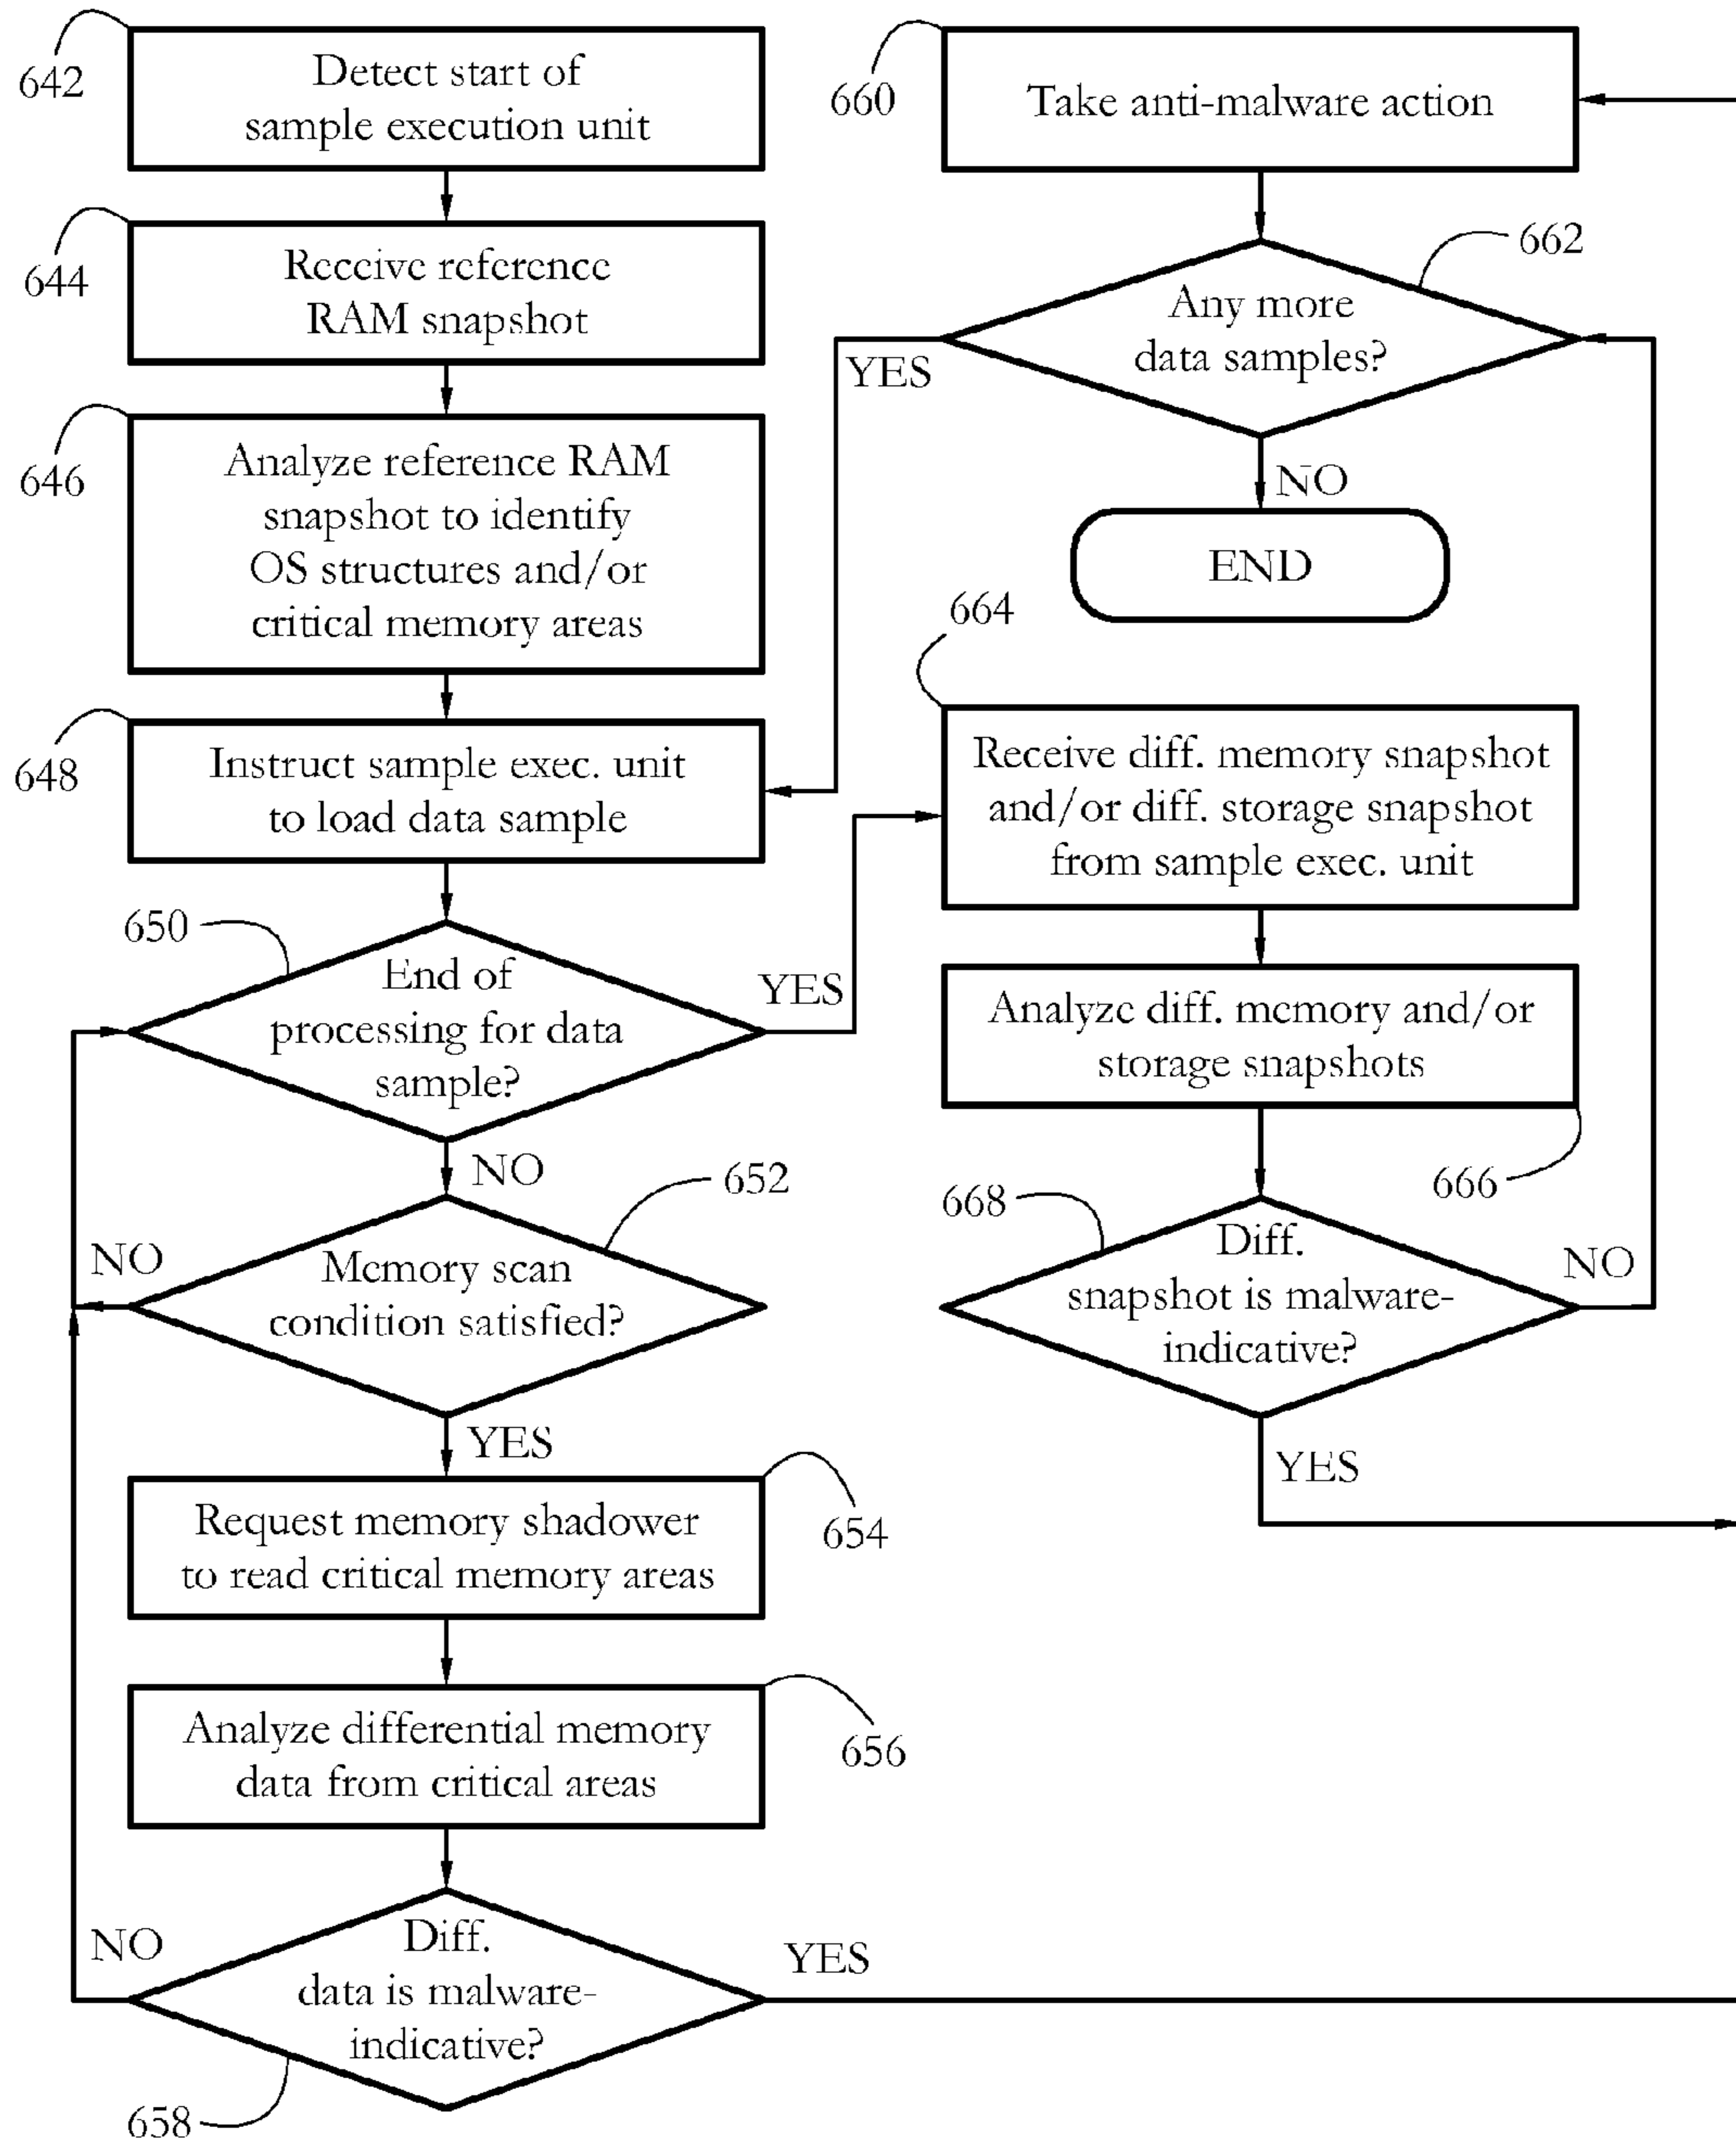 642
Detect start of
sample execution unit
644
Receive reference
RAM snapshot
646
Analyze reference RAM
snapshot to identify
OS structures and/or
critical memory areas
648
Instruct sample exec. unit
to load data sample
650
End of
processing for data
sample?
YES
NO
652
Memory scan
condition satisfied?
NO
YES
654
Request memory shadower
to read critical memory areas
656
Analyze differential memory
data from critical areas
658
Diff.
data is malware-
indicative?
NO
YES
660
Take anti-malware action
662
Any more
data samples?
YES
NO
END
664
Receive diff. memory snapshot
and/or diff. storage snapshot
from sample exec. unit
Analyze diff. memory and/or
storage snapshots
666
668
Diff.
snapshot is malware-
indicative?
NO
YES